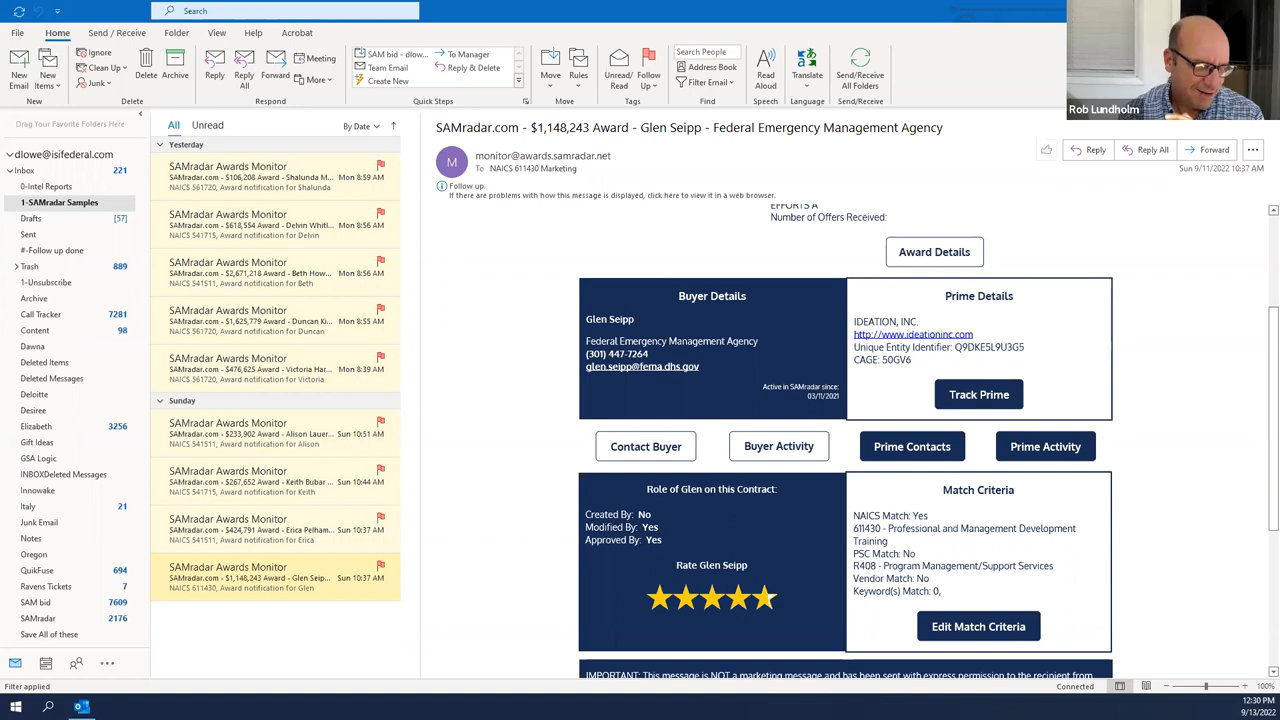 Search
File Home Send / Receive Folder View Help Acrobat
New Email
New Items
Ignore
Clean Up
Junk
Delete
Archive
Reply
Reply All
Forward
Meeting
More
SAM bid - dlowe...
Team Email
Create New
To Manager
Reply & Delete
Move
Rules
Unread/ Read
Follow Up
Search People
Address Book
Filter Email
Read Aloud
Translate
Send/Receive All Folders
New Delete Respond Quick Steps Move Tags Find Speech Language Send/Receive
Rob Lundholm
Drag Your Favorite Folders Here
dlowe@isifederal.com
Inbox 221
0-Intel Reports
1-SAMradar Samples
Drafts [57]
Sent
#-Follow up done
Trash 889
1-Unsubscribe
Archive
Call Tracker 7281
Content 98
Dawna
Deleted Items
Deleted Messages
Deloitte
Desiree
Elizabeth 3256
Gift Ideas
GSA Logic
INBOXDeleted Messages
Innowake
Italy 21
Junk Email
Notes
Oregon
QuikFuse 694
Ravens Tickets 7
SAM bid 7609
SAMradar 2176
Save All of these
All Unread By Date
Yesterday
SAMradar Awards Monitor
SAMradar.com - $106,208 Award - Shalunda M... Mon 8:59 AM
NAICS 561720, Award notification for Shalunda
SAMradar Awards Monitor
SAMradar.com - $618,554 Award - Delvin Whitl... Mon 8:56 AM
NAICS 541715, Award notification for Delvin
SAMradar Awards Monitor
SAMradar.com - $2,671,218 Award - Beth How... Mon 8:56 AM
NAICS 541511, Award notification for Beth
SAMradar Awards Monitor
SAMradar.com - $1,625,779 Award - Duncan Ki... Mon 8:55 AM
NAICS 561720, Award notification for Duncan
SAMradar Awards Monitor
SAMradar.com - $476,625 Award - Victoria Har... Mon 8:39 AM
NAICS 561720, Award notification for Victoria
Sunday
SAMradar Awards Monitor
SAMradar.com - $233,902 Award - Alison Lauer... Sun 10:51 AM
NAICS 541511, Award notification for Alison
SAMradar Awards Monitor
SAMradar.com - $267,652 Award - Keith Bubar ... Sun 10:44 AM
NAICS 541715, Award notification for Keith
SAMradar Awards Monitor
SAMradar.com - $424,791 Award - Erica Pelham... Sun 10:37 AM
NAICS 541511, Award notification for Erica
SAMradar Awards Monitor
SAMradar.com - $1,148,243 Award - Glen Seip... Sun 10:37 AM
NAICS 611430, Award notification for Glen
SAMradar.com - $1,148,243 Award - Glen Seipp - Federal Emergency Management Agency
M
monitor@awards.samradar.net
To NAICS 611430 Marketing
Reply Reply All Forward
Sun 9/11/2022 10:37 AM
Follow up.
If there are problems with how this message is displayed, click here to view it in a web browser.
EFFORTS A
Number of Offers Received:
Award Details
Buyer Details
Glen Seipp
Federal Emergency Management Agency
(301) 447-7264
glen.seipp@fema.dhs.gov
Active in SAMradar since:
03/11/2021
Prime Details
IDEATION, INC.
http://www.ideationinc.com
Unique Entity Identifier: Q9DKE5L9U3G5
CAGE: 50GV6
Track Prime
Contact Buyer Buyer Activity Prime Contacts Prime Activity
Role of Glen on this Contract:
Created By: No
Modified By: Yes
Approved By: Yes
Rate Glen Seipp
Match Criteria
NAICS Match: Yes
611430 - Professional and Management Development
Training
PSC Match: No
R408 - Program Management/Support Services
Vendor Match: No
Keyword(s) Match: 0,
Edit Match Criteria
IMPORTANT: This message is NOT a marketing message and has been sent with express permission to the recipient from
Filter applied
Connected
100%
12:30 PM
9/13/2022